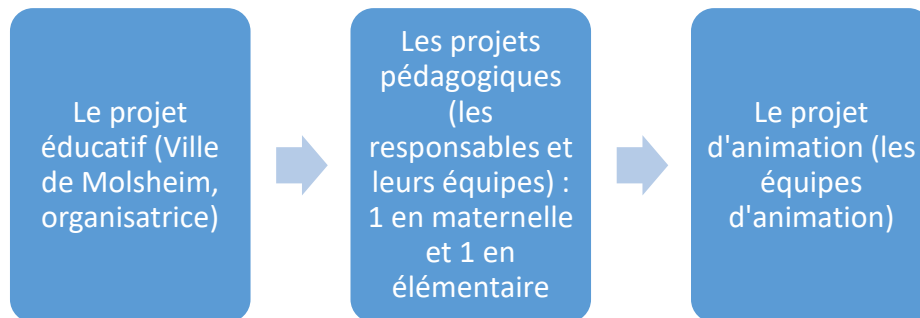 Le projet
éducatif (Ville
de Molsheim,
organisatrice)
Les projets
pédagogiques
(les
responsables et
leurs équipes) :
1 en maternelle
et 1 en
élémentaire
Le projet
d'animation (les
équipes
d'animation)